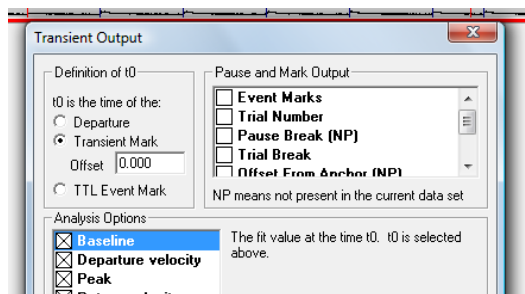 Transient Output
Definition of t0
t0 is the time of the:
Departure
Transient Mark
Offset 0.000
TTL Event Mark
Pause and Mark Output
Event Marks
Trial Number
Pause Break (NP)
Trial Break
Offset From Anchor (NP)
NP means not present in the current data set
Analysis Options
Baseline
Departure velocity
Peak
The fit value at the time t0. t0 is selected
above.